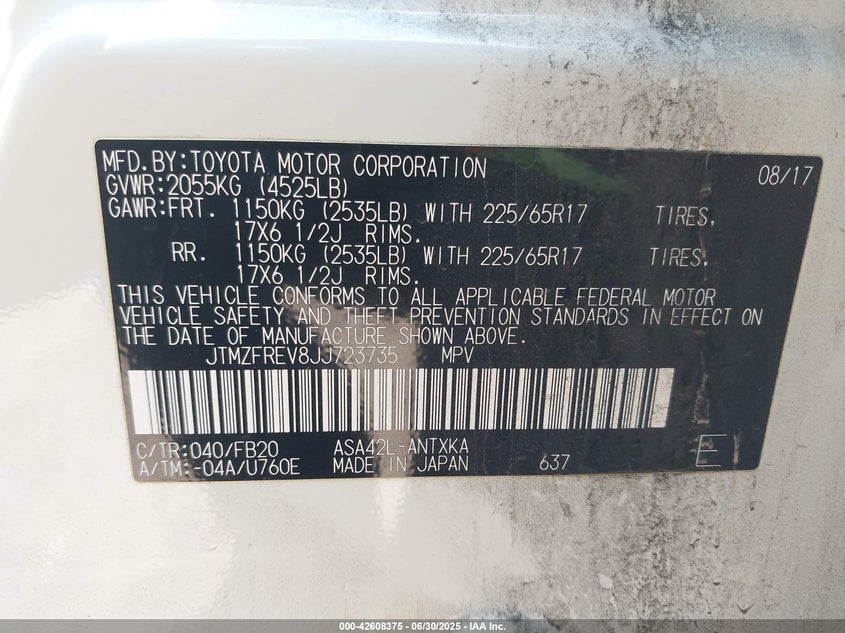 MFD.BY:TOYOTA MOTOR CORPORATION 08/17
GVWR:2055KG (4525LB)
GAWR:FRT. 1150KG (2535LB) WITH 225/65R17 TIRES,
17X6 1/2J RIMS.
RR. 1150KG (2535LB) WITH 225/65R17 TIRES,
17X6 1/2J RIMS.
THIS VEHICLE CONFORMS TO ALL APPLICABLE FEDERAL MOTOR
VEHICLE SAFETY AND THEFT PREVENTION STANDARDS IN EFFECT ON
THE DATE OF MANUFACTURE SHOWN ABOVE.
JTMZFREV8JJ723735 MPV
C/TR:040/FB20 ASA42L-ANTXKA
A/TM:-04A/U760E MADE IN JAPAN 637 E
000-42608375 - 06/30/2025 - IAA Inc.